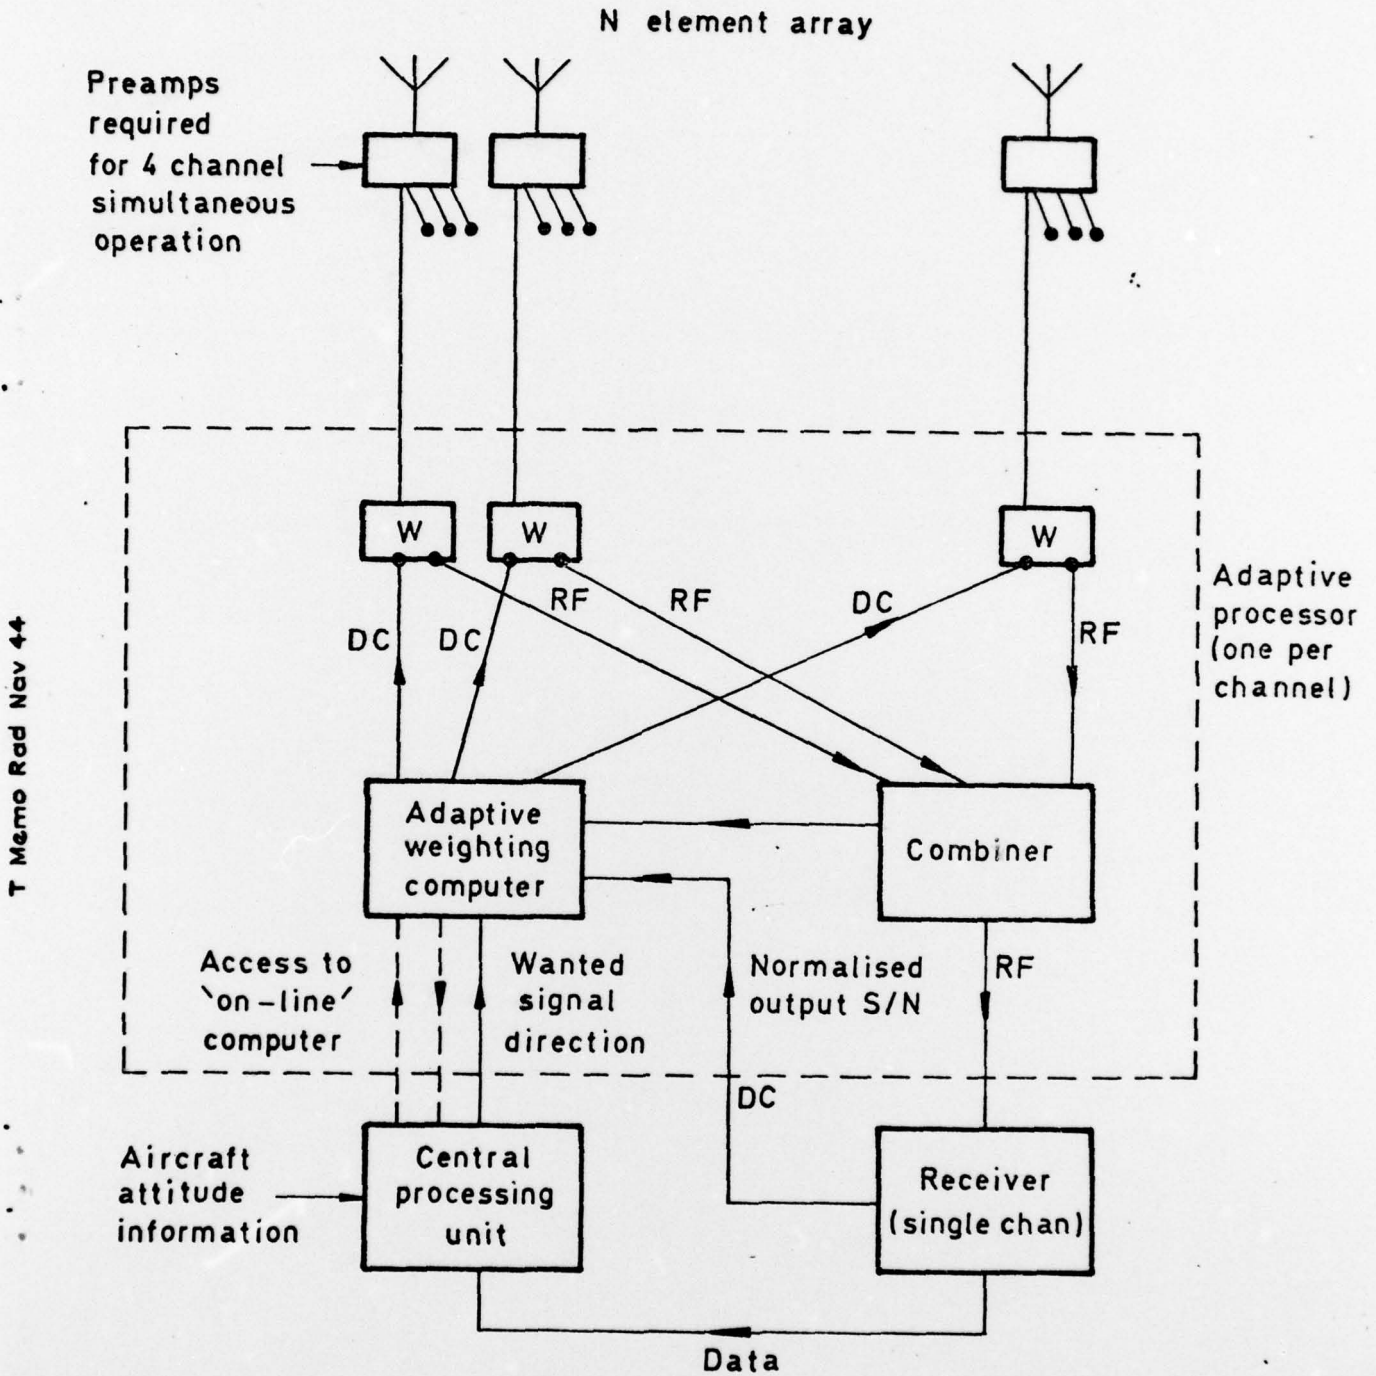 N element array
Preamps
required
for 4 channel
simultaneous
operation
W
W
W
RF
RF
DC
RF
DC
DC
Adaptive
processor
(one per
channel)
T Memo Rad Nav 44
Adaptive
weighting
computer
Combiner
Access to
'on-line'
computer
Wanted
signal
direction
Normalised
output S/N
RF
DC
Aircraft
attitude
information
Central
processing
unit
Receiver
(single chan)
Data